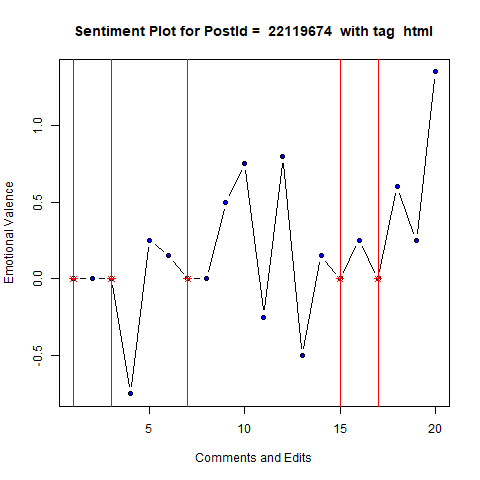 Sentiment Plot for PostId =  22119674  with tag  html
Emotional Valence
1.0
0.5
0.0
-0.5
5 10 15 20
Comments and Edits